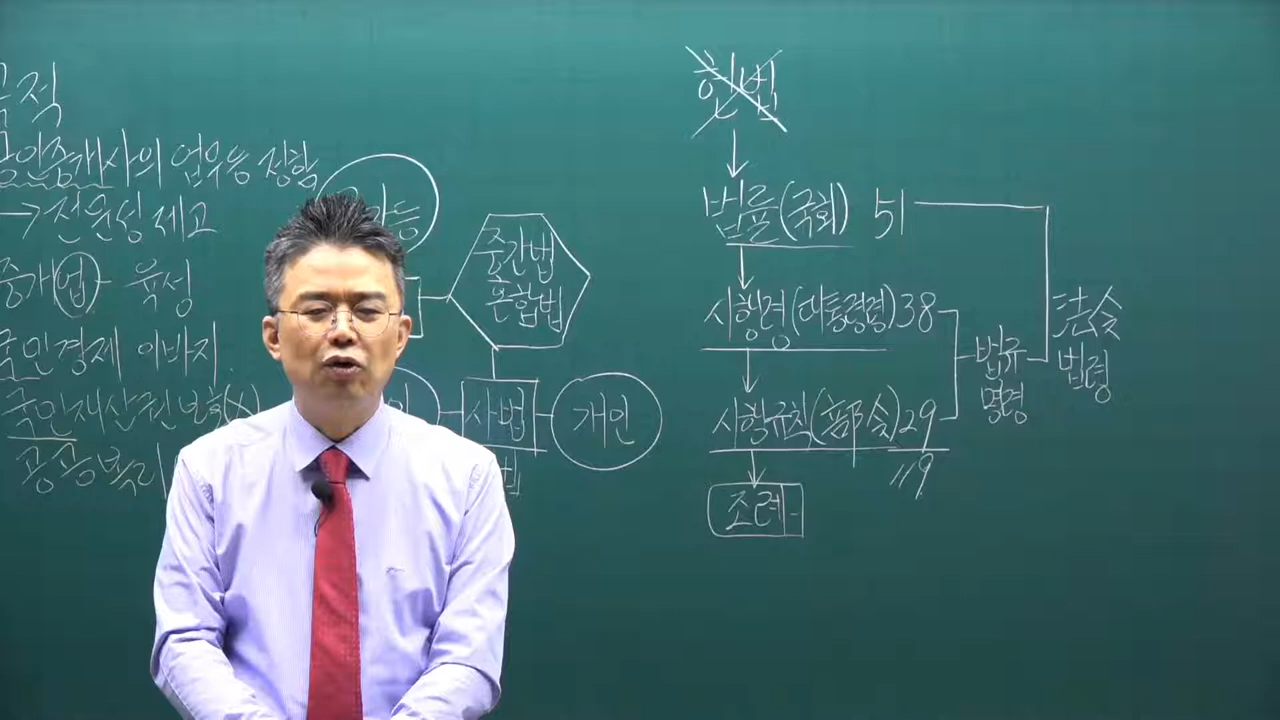 목적
공인중개사의 업무등 정함
→전문성 제고
중개업 - 육성
국민경제 이바지
국민재산권보호(X)
공공복리
중간법
혼합법
사법
개인
헌법
법률(국회) 51
시행령(대통령령)38
시행규칙(部令)29
119
조례
법규
명령
法令
법령